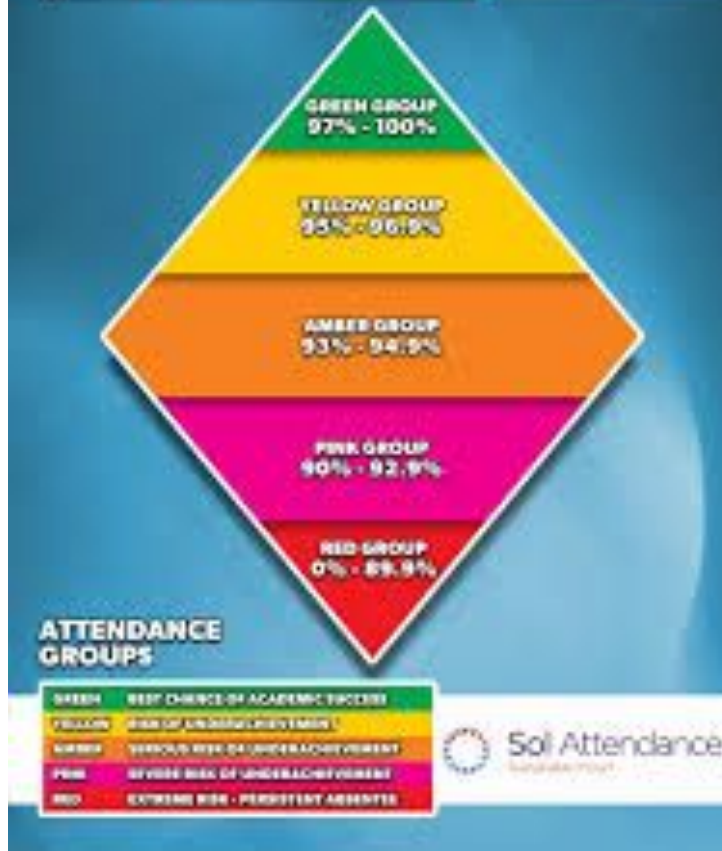 GREEN GROUP
97% - 100%
YELLOW GROUP
95% - 96.9%
AMBER GROUP
93% - 94.9%
PINK GROUP
90% - 92.9%
RED GROUP
0% - 89.9%
ATTENDANCE
GROUPS
GREEN BEST CHANCE OF ACADEMIC SUCCESS
YELLOW RISK OF UNDERACHIEVEMENT
AMBER SERIOUS RISK OF UNDERACHIEVEMENT
PINK SEVERE RISK OF UNDERACHIEVEMENT
RED EXTREME RISK - PERSISTENT ABSENTEE
Sol Attendance